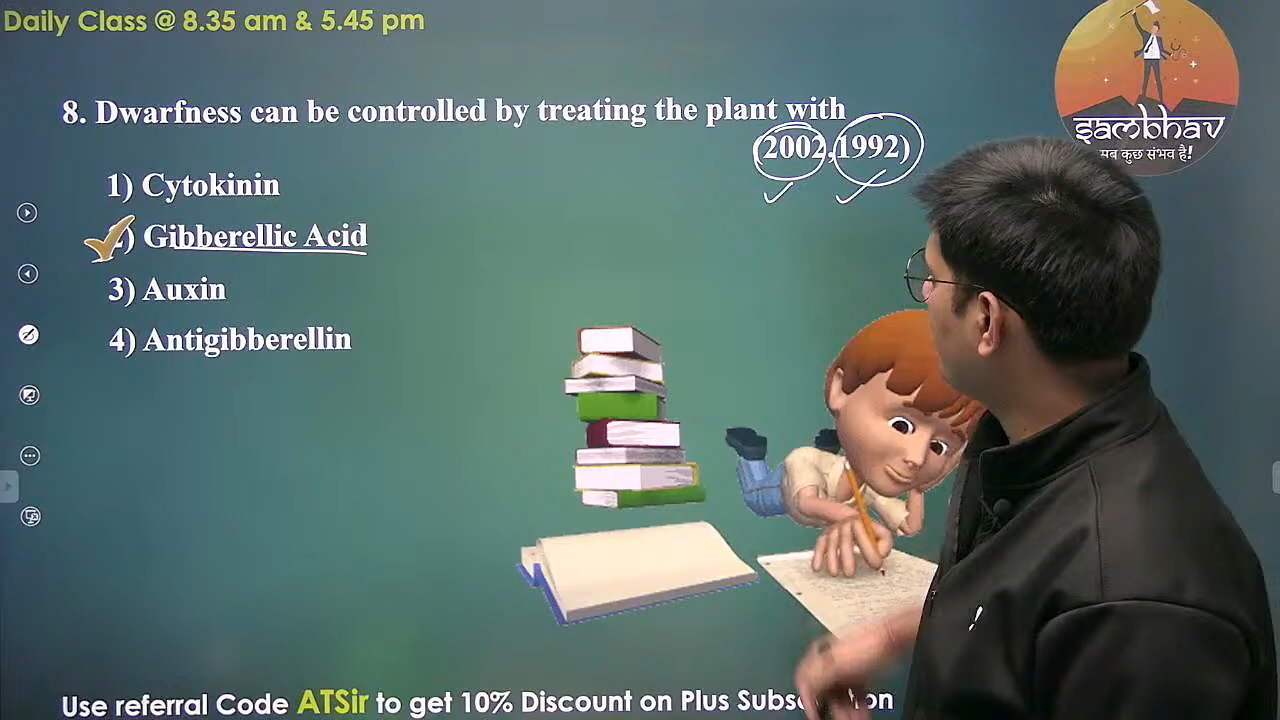 Daily Class @ 8.35 am & 5.45 pm
8. Dwarfness can be controlled by treating the plant with
(2002,1992)
1) Cytokinin
2) Gibberellic Acid
3) Auxin
4) Antigibberellin
sambhav
सब कुछ संभव है!
Use referral Code ATSir to get 10% Discount on Plus